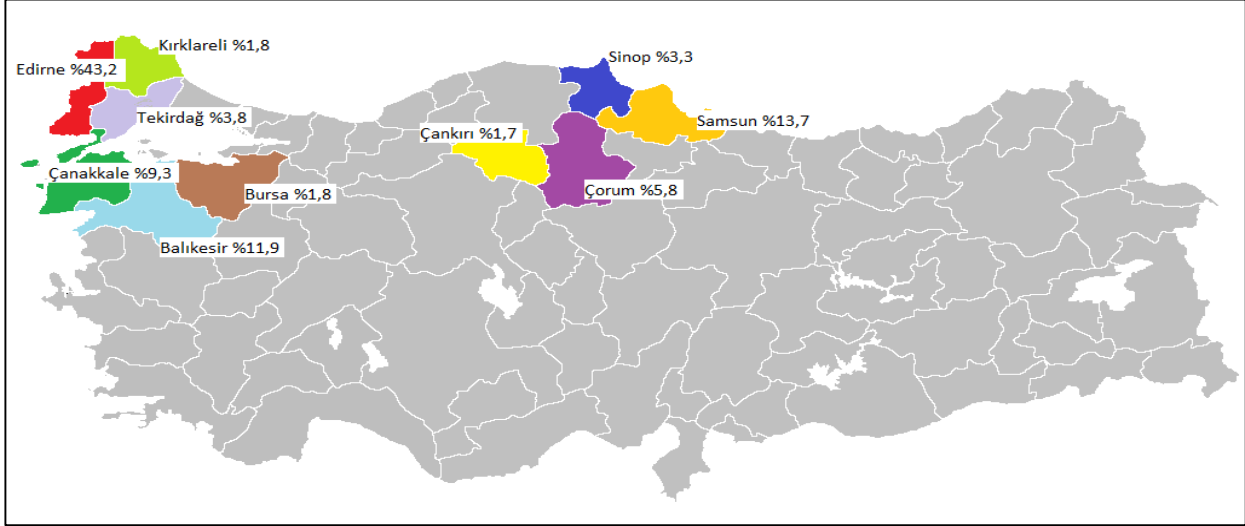 Kırklareli %1,8
Sinop %3,3
Edirne %43,2
Tekirdağ %3,8
Samsun %13,7
Çankırı %1,7
Çanakkale %9,3
Bursa %1,8
Çorum %5,8
Balıkesir %11,9